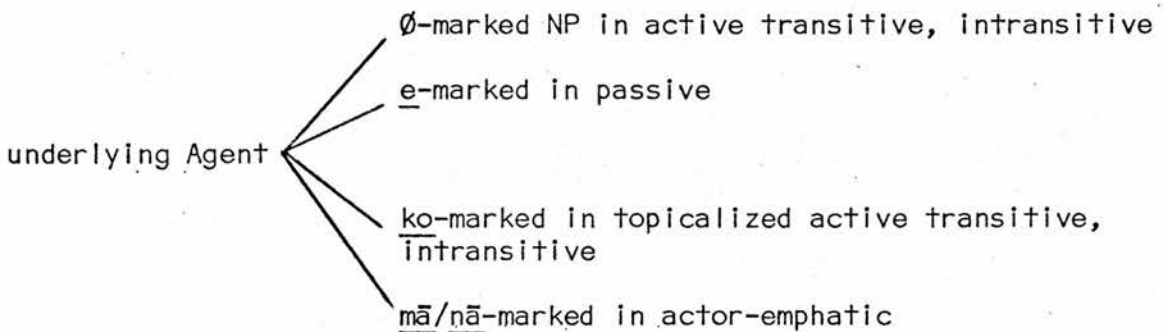 Ø-marked NP in active transitive, intransitive
e-marked in passive
underlying Agent
ko-marked in topicalized active transitive,
intransitive
mā/nā-marked in actor-emphatic